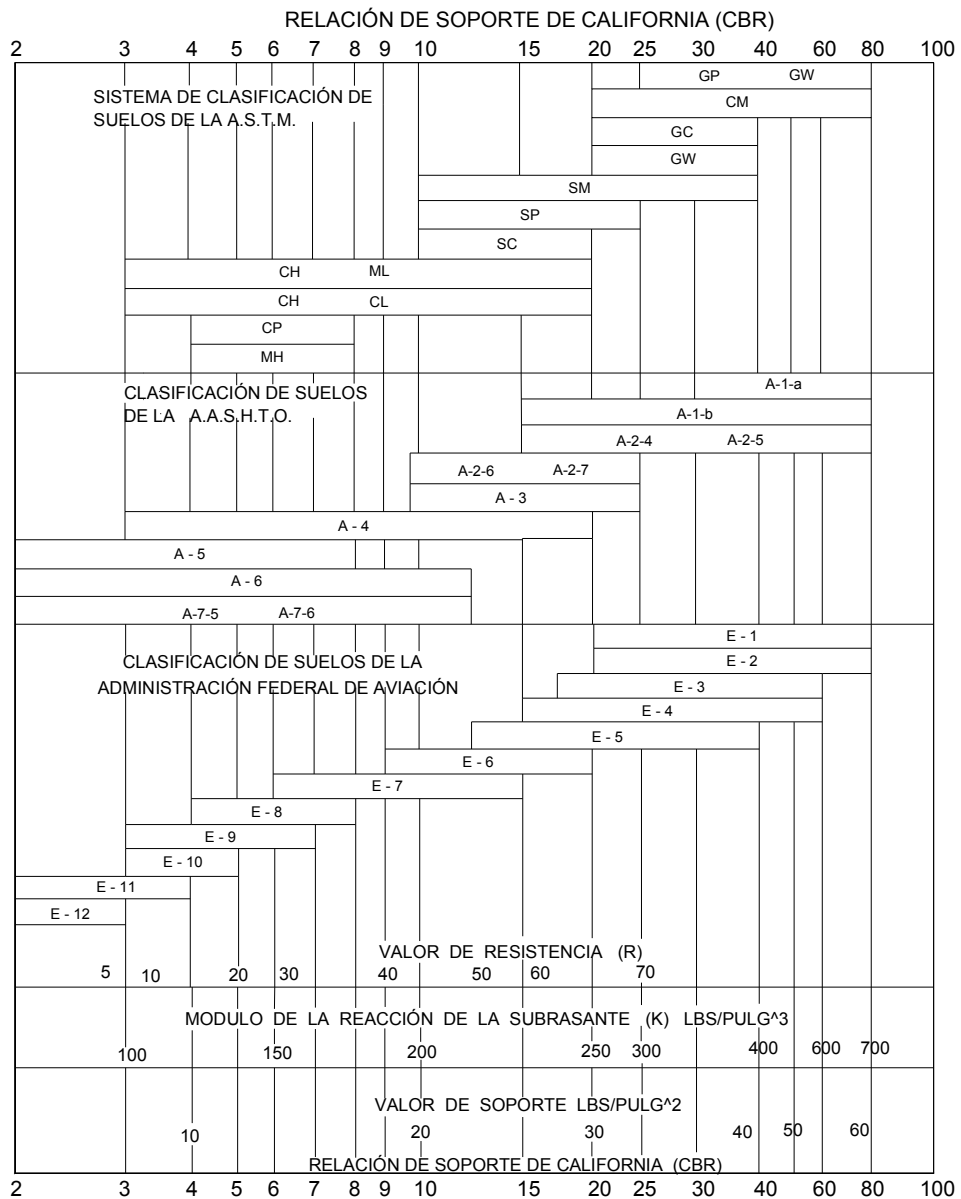 RELACIÓN DE SOPORTE DE CALIFORNIA (CBR)
2 3 4 5 6 7 8 9 10 15 20 25 30 40 60 80 100
GP GW
SISTEMA DE CLASIFICACIÓN DE
SUELOS DE LA A.S.T.M.
CM
GC
GW
SM
SP
SC
CH ML
CH CL
CP
MH
CLASIFICACIÓN DE SUELOS
DE LA A.A.S.H.T.O.
A-1-a
A-1-b
A-2-4 A-2-5
A-2-6 A-2-7
A - 3
A - 4
A - 5
A - 6
A-7-5 A-7-6
CLASIFICACIÓN DE SUELOS DE LA
ADMINISTRACIÓN FEDERAL DE AVIACIÓN
E - 1
E - 2
E - 3
E - 4
E - 5
E - 6
E - 7
E - 8
E - 9
E - 10
E - 11
E - 12
VALOR DE RESISTENCIA (R)
5 10 20 30 40 50 60 70
MODULO DE LA REACCIÓN DE LA SUBRASANTE (K) LBS/PULG^3
100 150 200 250 300 400 600 700
VALOR DE SOPORTE LBS/PULG^2
10 20 30 40 50 60
RELACIÓN DE SOPORTE DE CALIFORNIA (CBR)
2 3 4 5 6 7 8 9 10 15 20 25 30 40 60 80 100